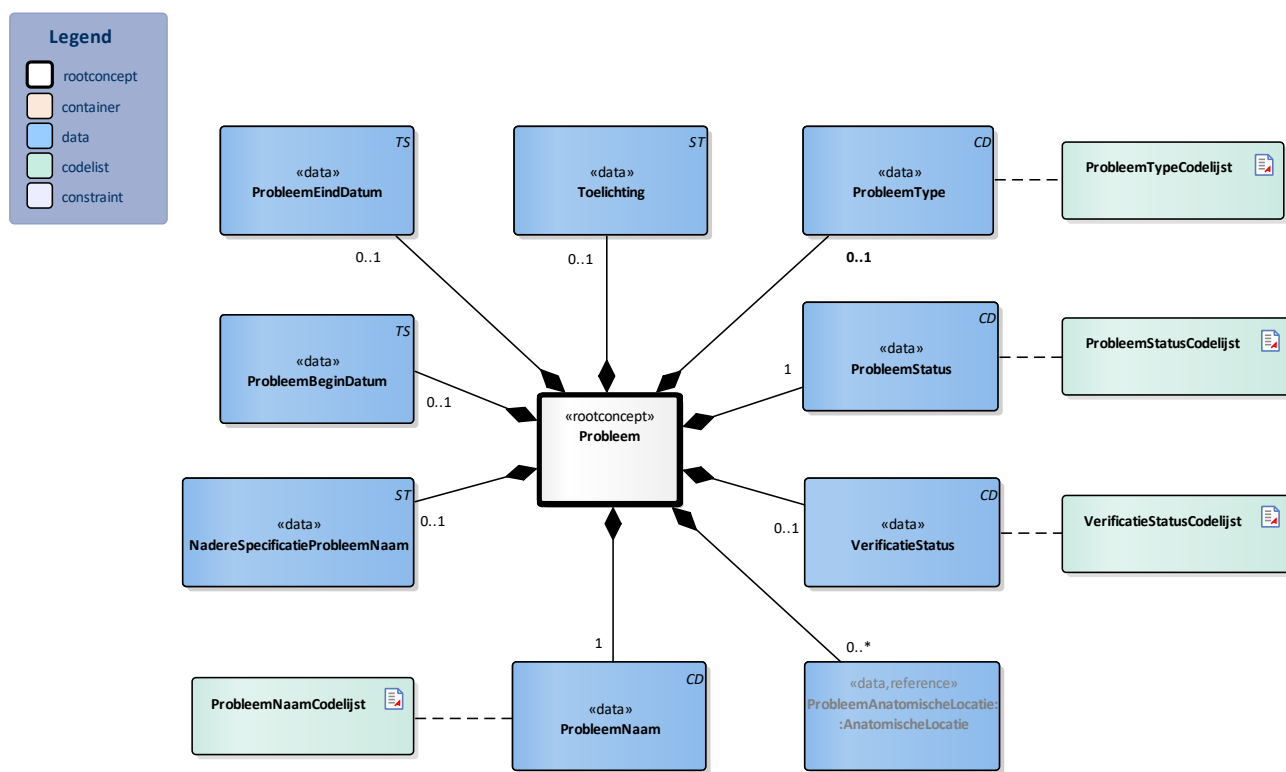 Legend
rootconcept
container
data
codelist
constraint
TS
«data»
ProbleemEindDatum
0..1
ST
«data»
Toelichting
0..1
CD
«data»
ProbleemType
0..1
ProbleemTypeCodelijst
TS
«data»
ProbleemBeginDatum
0..1
CD
«data»
ProbleemStatus
1
ProbleemStatusCodelijst
«rootconcept»
Probleem
ST
«data»
NadereSpecificatieProbleemNaam
0..1
CD
«data»
VerificatieStatus
0..1
VerificatieStatusCodelijst
ProbleemNaamCodelijst
1
CD
«data»
ProbleemNaam
0..*
«data,reference»
ProbleemAnatomischeLocatie:
:AnatomischeLocatie